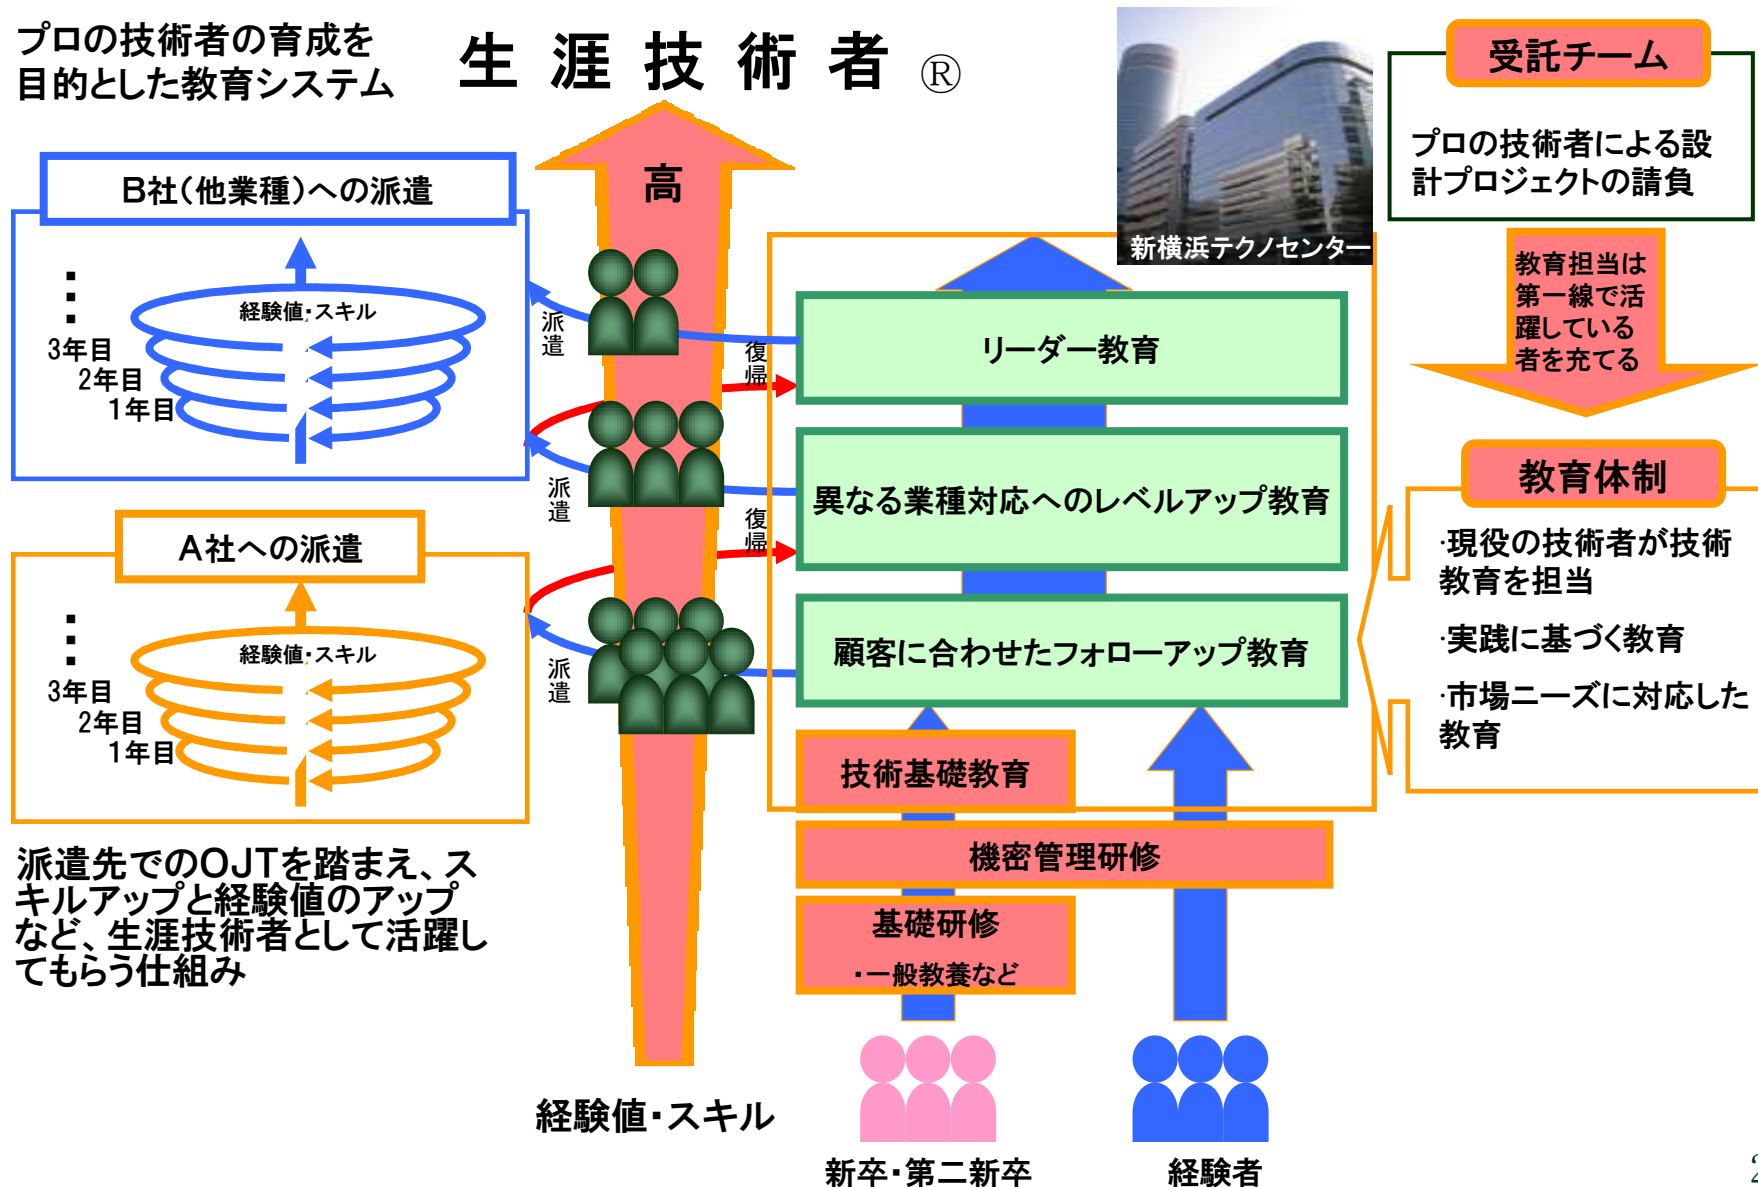 プロの技術者の育成を
目的とした教育システム
生涯技術者®
新横浜テクノセンター
受託チーム
プロの技術者による設
計プロジェクトの請負
教育担当は
第一線で活
躍している
者を充てる
教育体制
・現役の技術者が技術
教育を担当
・実践に基づく教育
・市場ニーズに対応した
教育
B社(他業種)への派遣
経験値・スキル
3年目
2年目
1年目
A社への派遣
経験値・スキル
3年目
2年目
1年目
派遣先でのOJTを踏まえ、ス
キルアップと経験値のアップ
など、生涯技術者として活躍し
てもらう仕組み
高
派遣
復帰
派遣
復帰
派遣
経験値・スキル
リーダー教育
異なる業種対応へのレベルアップ教育
顧客に合わせたフォローアップ教育
技術基礎教育
機密管理研修
基礎研修
・一般教養など
新卒・第二新卒
経験者